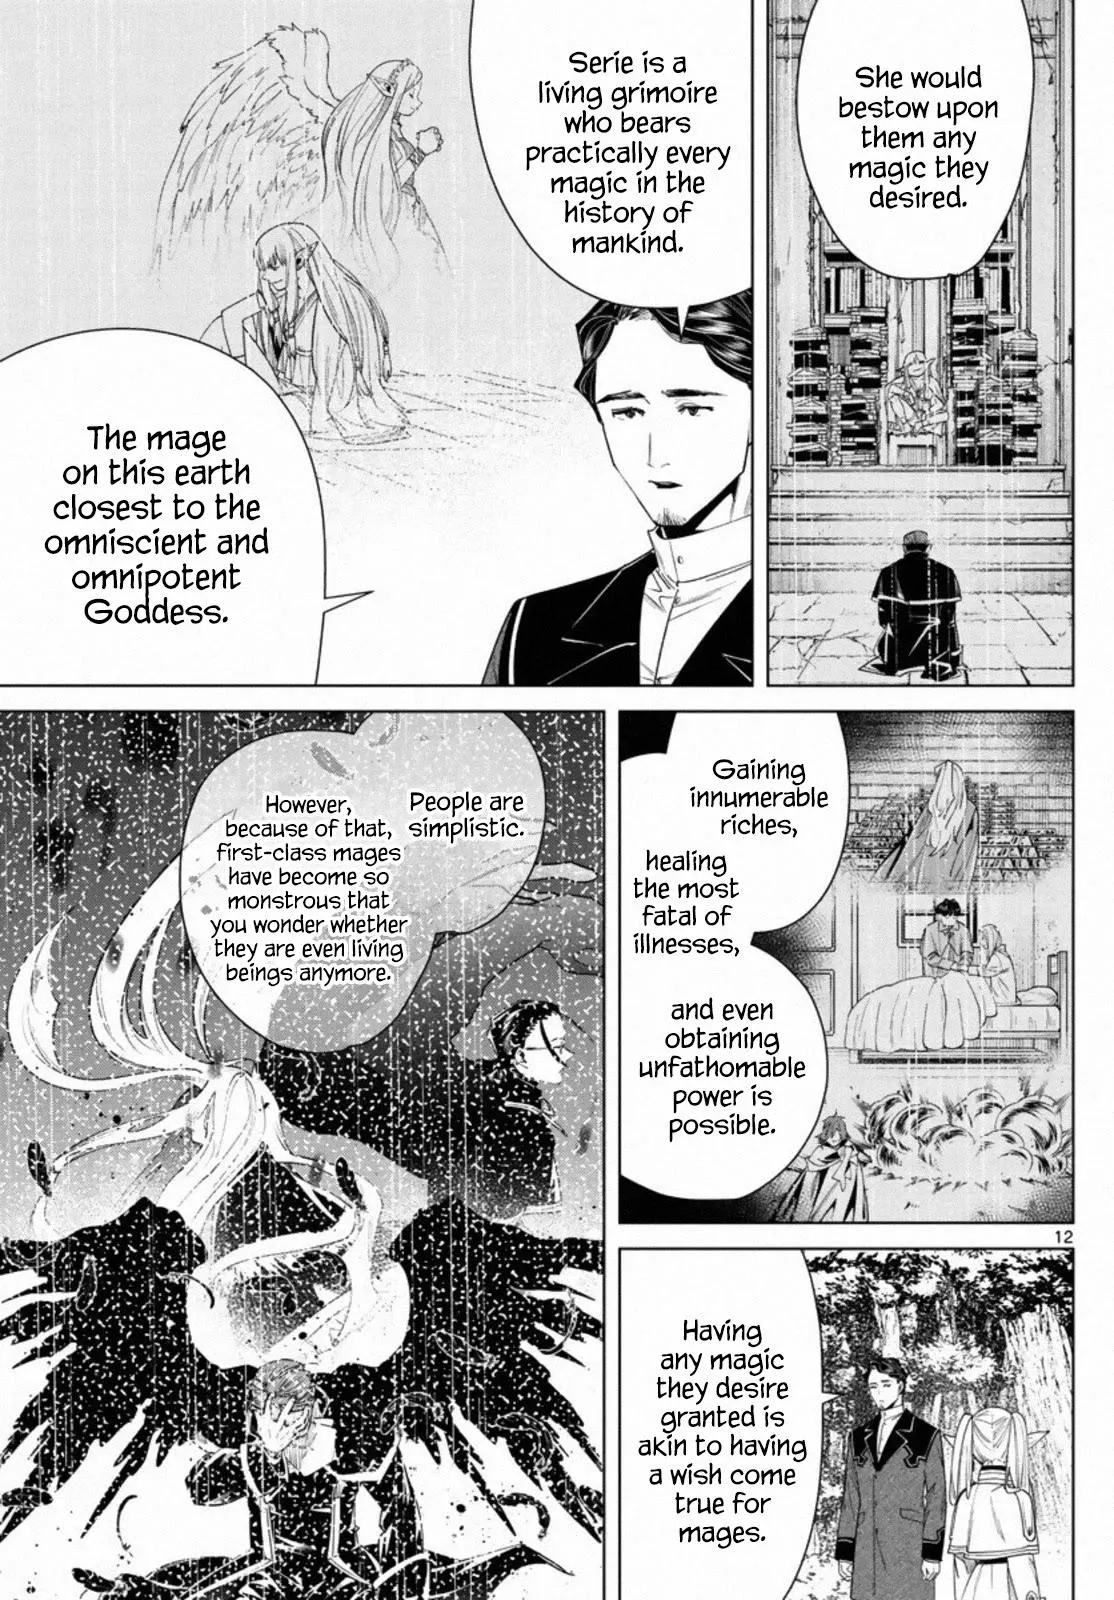 She would
bestow upon
them any
magic they
desired.
Serie is a
living grimoire
who bears
practically every
magic in the
history of
mankind.
The mage
on this earth
closest to the
omniscient and
omnipotent
Goddess.
Gaining
innumerable
riches,
healing
the most
fatal of
illnesses,
and even
obtaining
unfathomable
power is
possible.
12
Having
any magic
they desire
granted is
akin to having
a wish come
true for
mages.
People are
simplistic.
However,
because of that,
first-class mages
have become so
monstrous that
you wonder whether
they are even living
beings anymore.